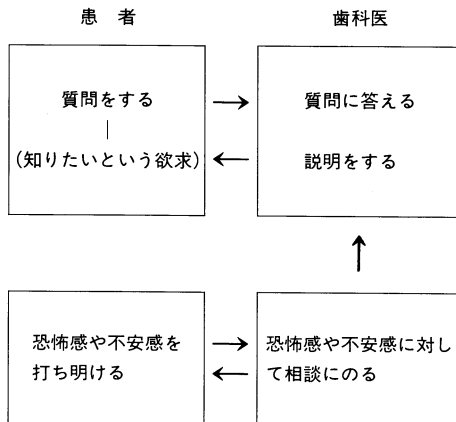 患者
歯科医
質問をする
(知りたいという欲求)
質問に答える
説明をする
恐怖感や不安感を
打ち明ける
恐怖感や不安感に対し
て相談にのる